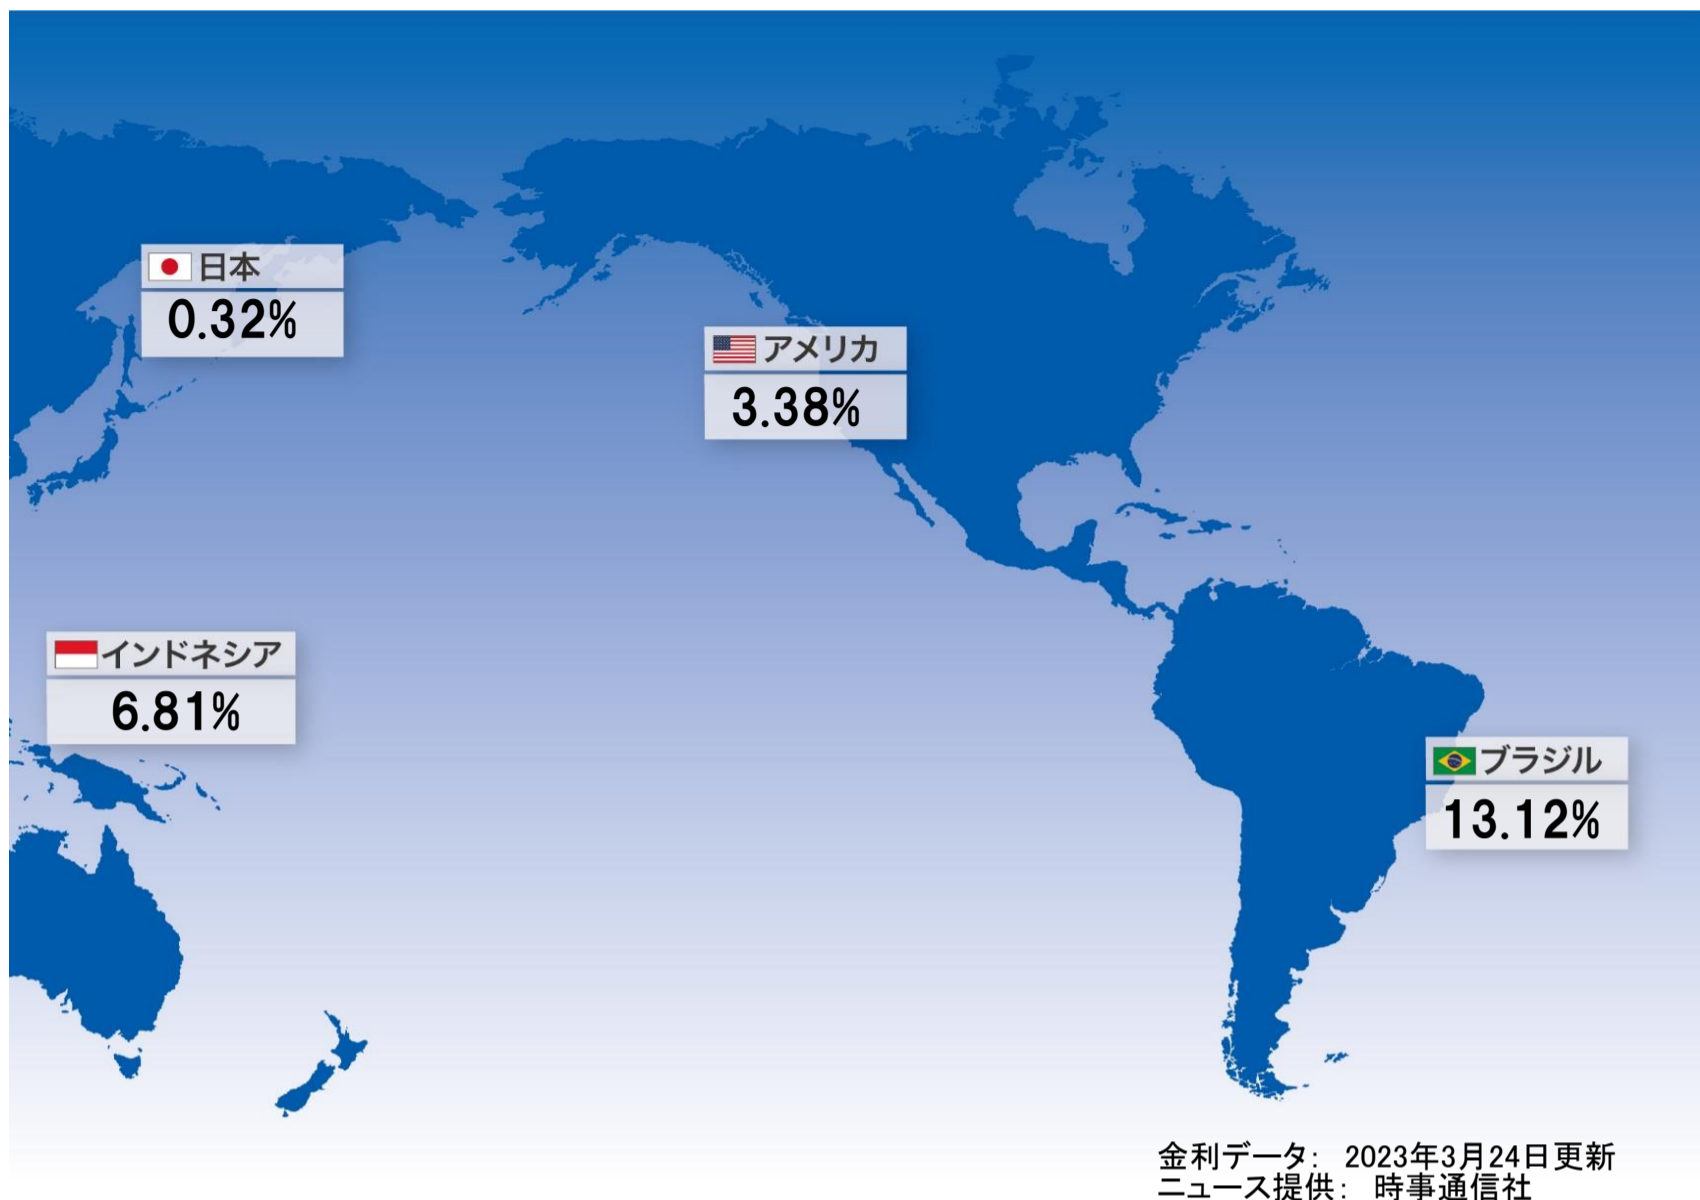 日本
0.32%
アメリカ
3.38%
インドネシア
6.81%
ブラジル
13.12%
金利データ: 2023年3月24日更新
ニュース提供: 時事通信社